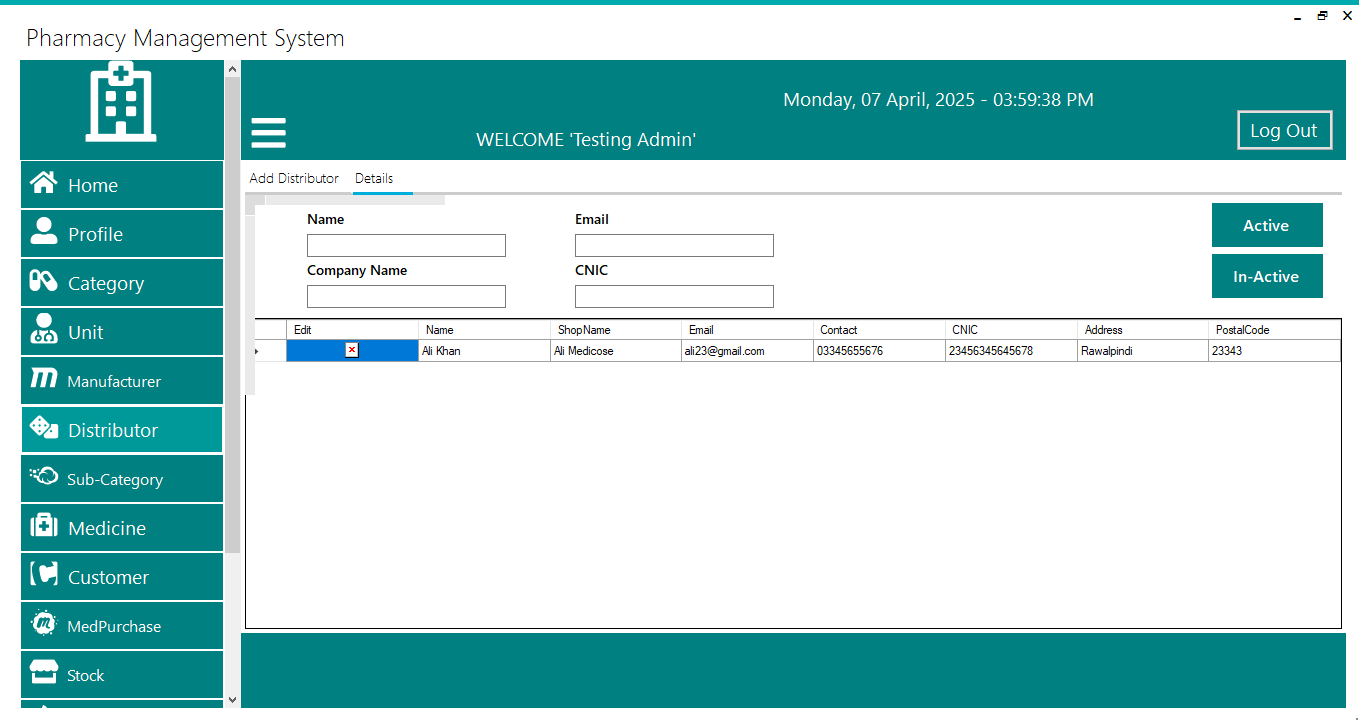 Pharmacy Management System
Monday, 07 April, 2025 - 03:59:38 PM
WELCOME 'Testing Admin'
Log Out
Home
Profile
Category
Unit
Manufacturer
Distributor
Sub-Category
Medicine
Customer
MedPurchase
Stock
Add Distributor Details
Name Email
Company Name CNIC
Active
In-Active
Edit Name ShopName Email Contact CNIC Address PostalCode
Ali Khan Ali Medicose ali23@gmail.com 03345655676 23456345645678 Rawalpindi 23343